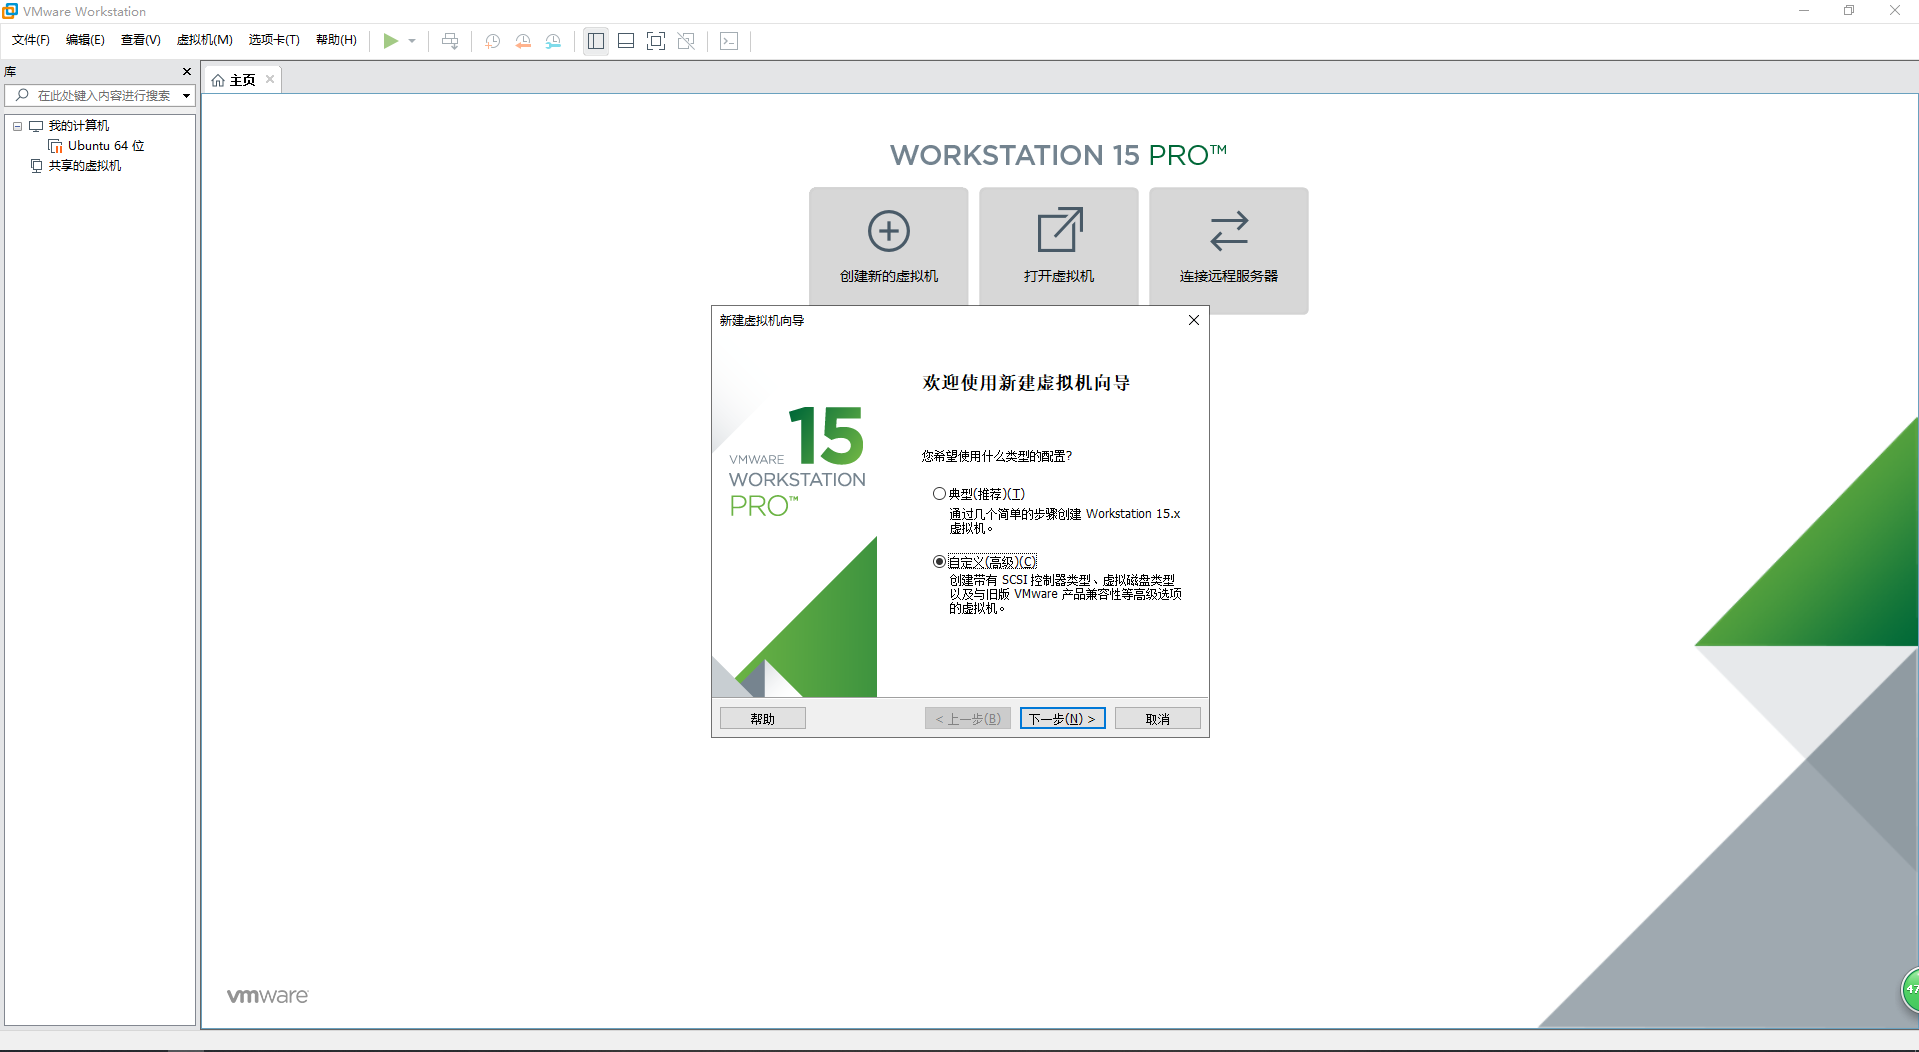 VMware Workstation
文件(F) 编辑(E) 查看(V) 虚拟机(M) 选项卡(T) 帮助(H)
库
在此处键入内容进行搜索
我的计算机
Ubuntu 64 位
共享的虚拟机
主页
WORKSTATION 15 PRO™
创建新的虚拟机 打开虚拟机 连接远程服务器
新建虚拟机向导
15
VMWARE
WORKSTATION
PRO™
欢迎使用新建虚拟机向导
您希望使用什么类型的配置?
典型(推荐)(T)
通过几个简单的步骤创建 Workstation 15.x
虚拟机。
自定义(高级)(C)
创建带有 SCSI 控制器类型、虚拟磁盘类型
以及与旧版 VMware 产品兼容性等高级选项
的虚拟机。
帮助 < 上一步(B) 下一步(N) > 取消
vmware
47